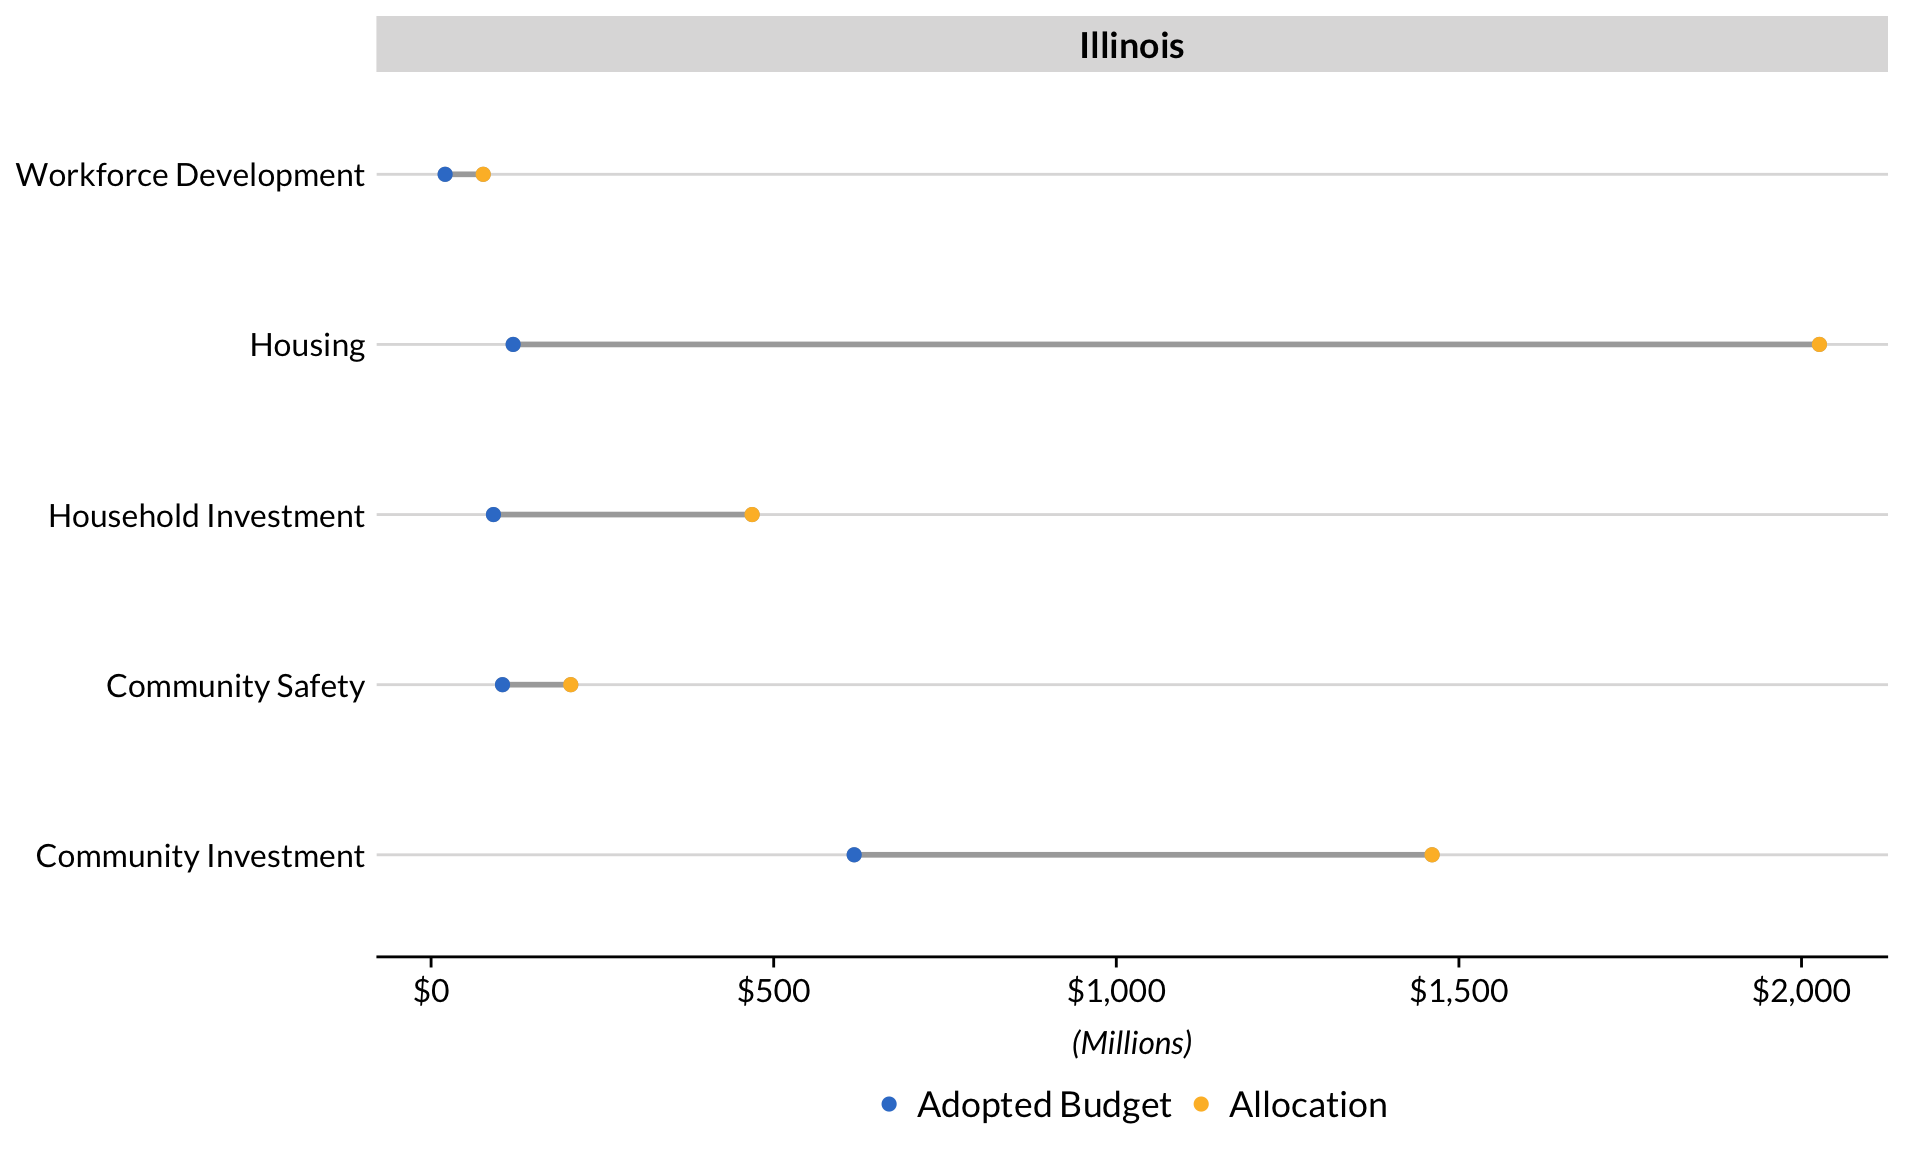 Illinois
Workforce Development
Housing
Household Investment
Community Safety
Community Investment
$0 $500 $1,000 $1,500 $2,000
(Millions)
Adopted Budget Allocation